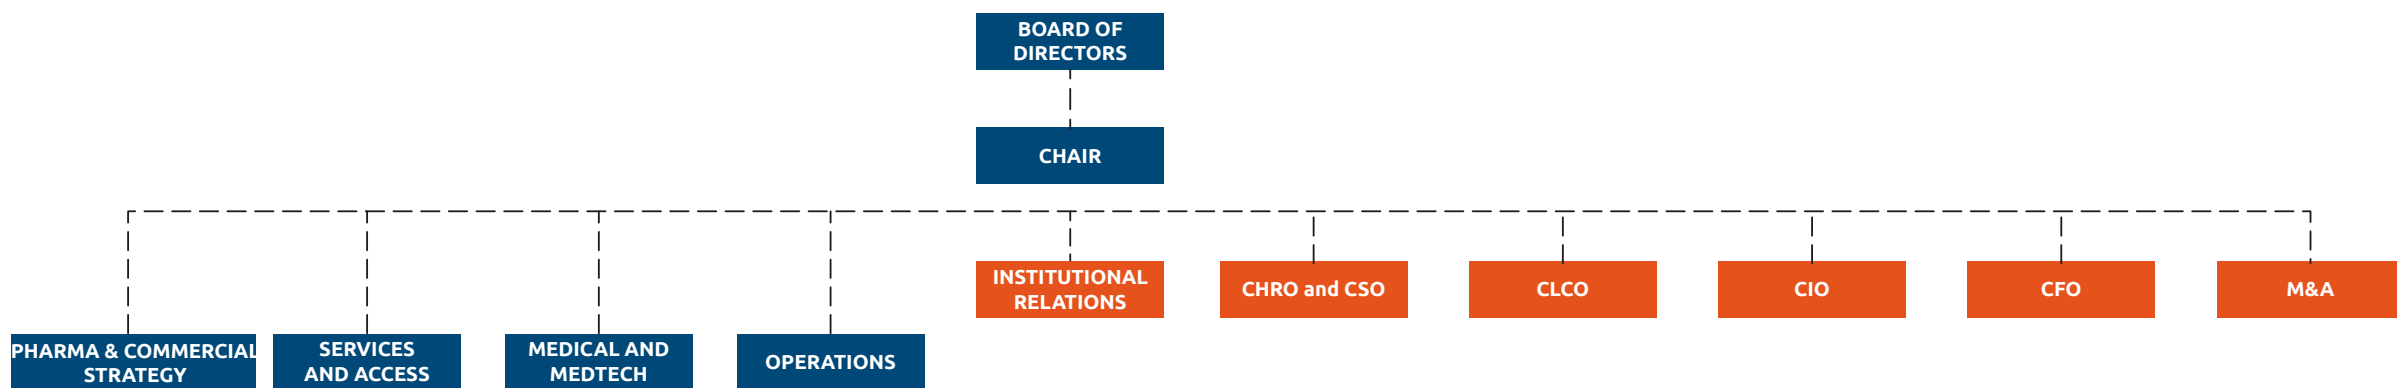 BOARD OF
DIRECTORS
CHAIR
INSTITUTIONAL
RELATIONS
CHRO and CSO
CLCO
CIO
CFO
M&A
PHARMA & COMMERCIAL
STRATEGY
SERVICES
AND ACCESS
MEDICAL AND
MEDTECH
OPERATIONS